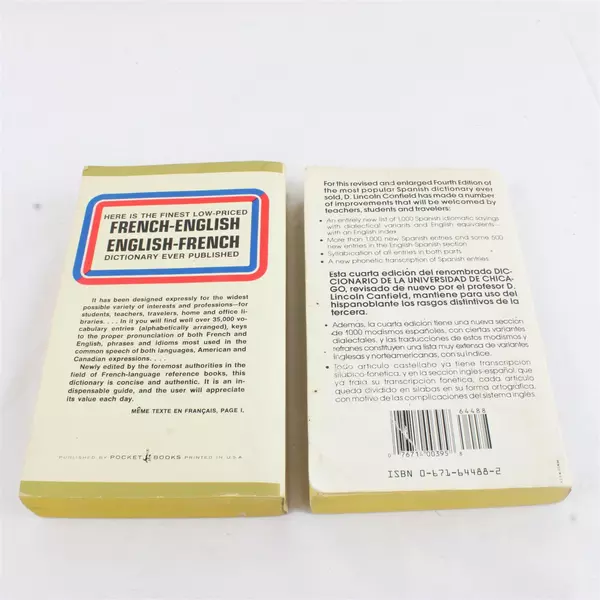 HERE IS THE FINEST LOW-PRICED
FRENCH-ENGLISH
ENGLISH-FRENCH
DICTIONARY EVER PUBLISHED
It has been designed expressly for the widest
possible variety of interests and professions—for
students, teachers, travelers, home and office li-
braries. . . . In it you will find well over 35,000 vo-
cabulary entries (alphabetically arranged), keys
to the proper pronunciation of both French and
English, phrases and idioms most used in the
common speech of both languages, American and
Canadian expressions. . . .
Newly edited by the foremost authorities in the
field of French-language reference books, this
dictionary is concise and authentic. It is an in-
dispensable guide, and the user will appreciate
its value each day.
MÊME TEXTE EN FRANÇAIS, PAGE I.
PUBLISHED BY POCKET BOOKS PRINTED IN U.S.A.
For this revised and enlarged Fourth Edition of
the most popular Spanish dictionary ever
sold, D. Lincoln Canfield has made a number
of improvements that will be welcomed by
teachers, students and travelers:
• An entirely new list of 1,000 Spanish idiomatic sayings
with dialectical variants and English equivalents—
with an English index
• More than 1,000 new Spanish entries and some 500
new entries in the English-Spanish section
• Syllabication of all entries in both parts
• A new phonetic transcription of Spanish entries
Esta cuarta edición del renombrado DIC-
CIONARIO DE LA UNIVERSIDAD DE CHICA-
GO, revisado de nuevo por el profesor D.
Lincoln Canfield, mantiene para uso del
hispanoblante los rasgos distintivos de la
tercera.
• Además, la cuarta edición tiene una nueva sección
de 1000 modismos españoles, con ciertas variantes
dialectales, y las traducciones de estos modismos y
refranes constituyen una lista muy extensa de variantes
inglesas y norteamericanas, con su índice.
• Todo artículo castellano ya tiene transcripción
silábico-fonética, y en la sección inglés-español, que
ya traía su transcripción fonética, cada artículo
queda dividido en sílabas en su forma ortográfica,
con motivo de las complicaciones del sistema inglés.
64488
0 76714 00395 8
ISBN 0-671-64488-2